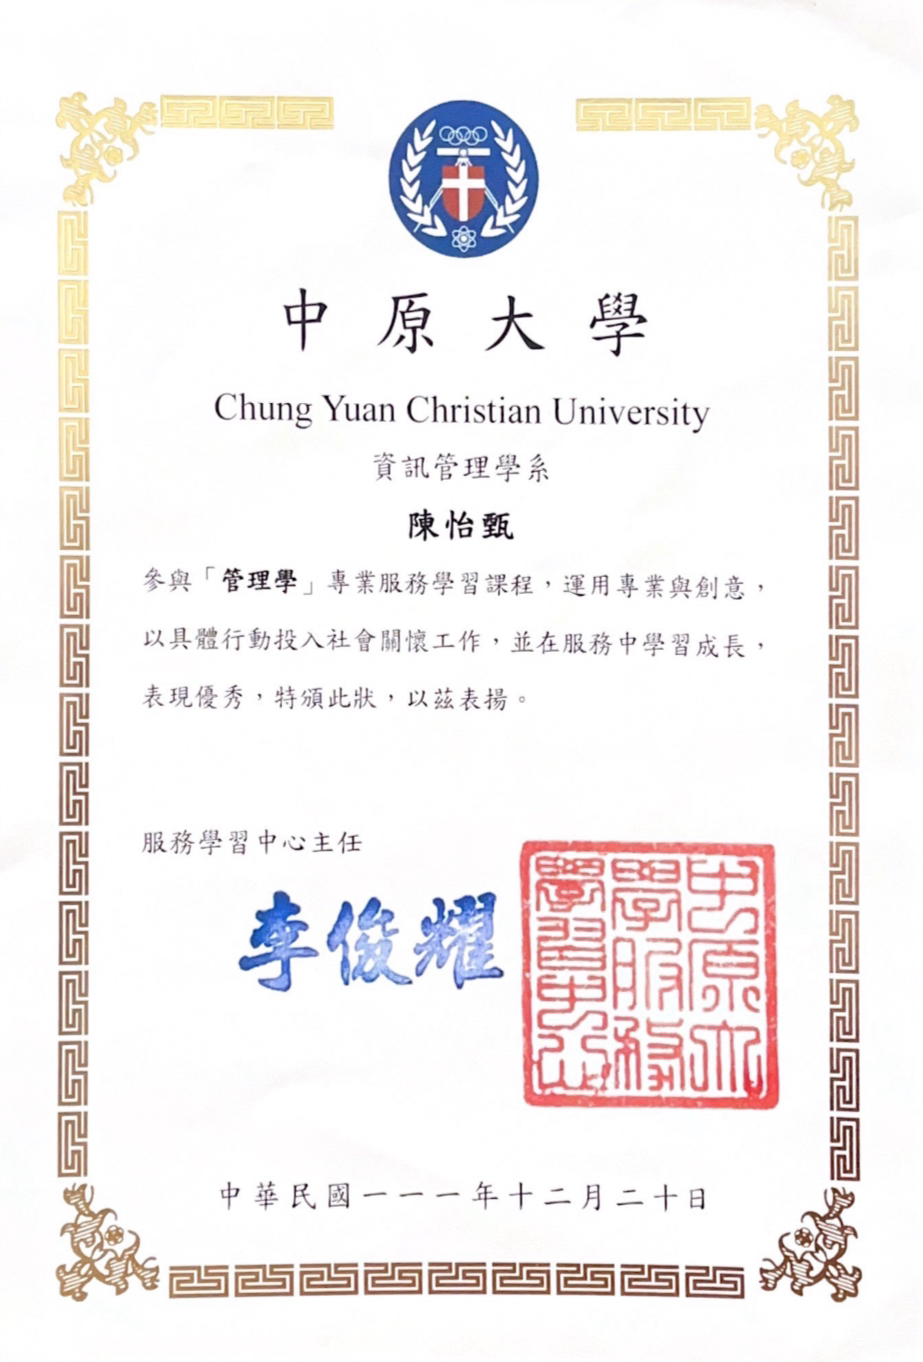 中原大學
Chung Yuan Christian University
資訊管理學系
陳怡甄
參與「管理學」專業服務學習課程，運用專業與創意，
以具體行動投入社會關懷工作，並在服務中學習成長，
表現優秀，特頒此狀，以茲表揚。
服務學習中心主任
李俊耀
中原大
學服務
學習中心
中華民國一一一年十二月二十日